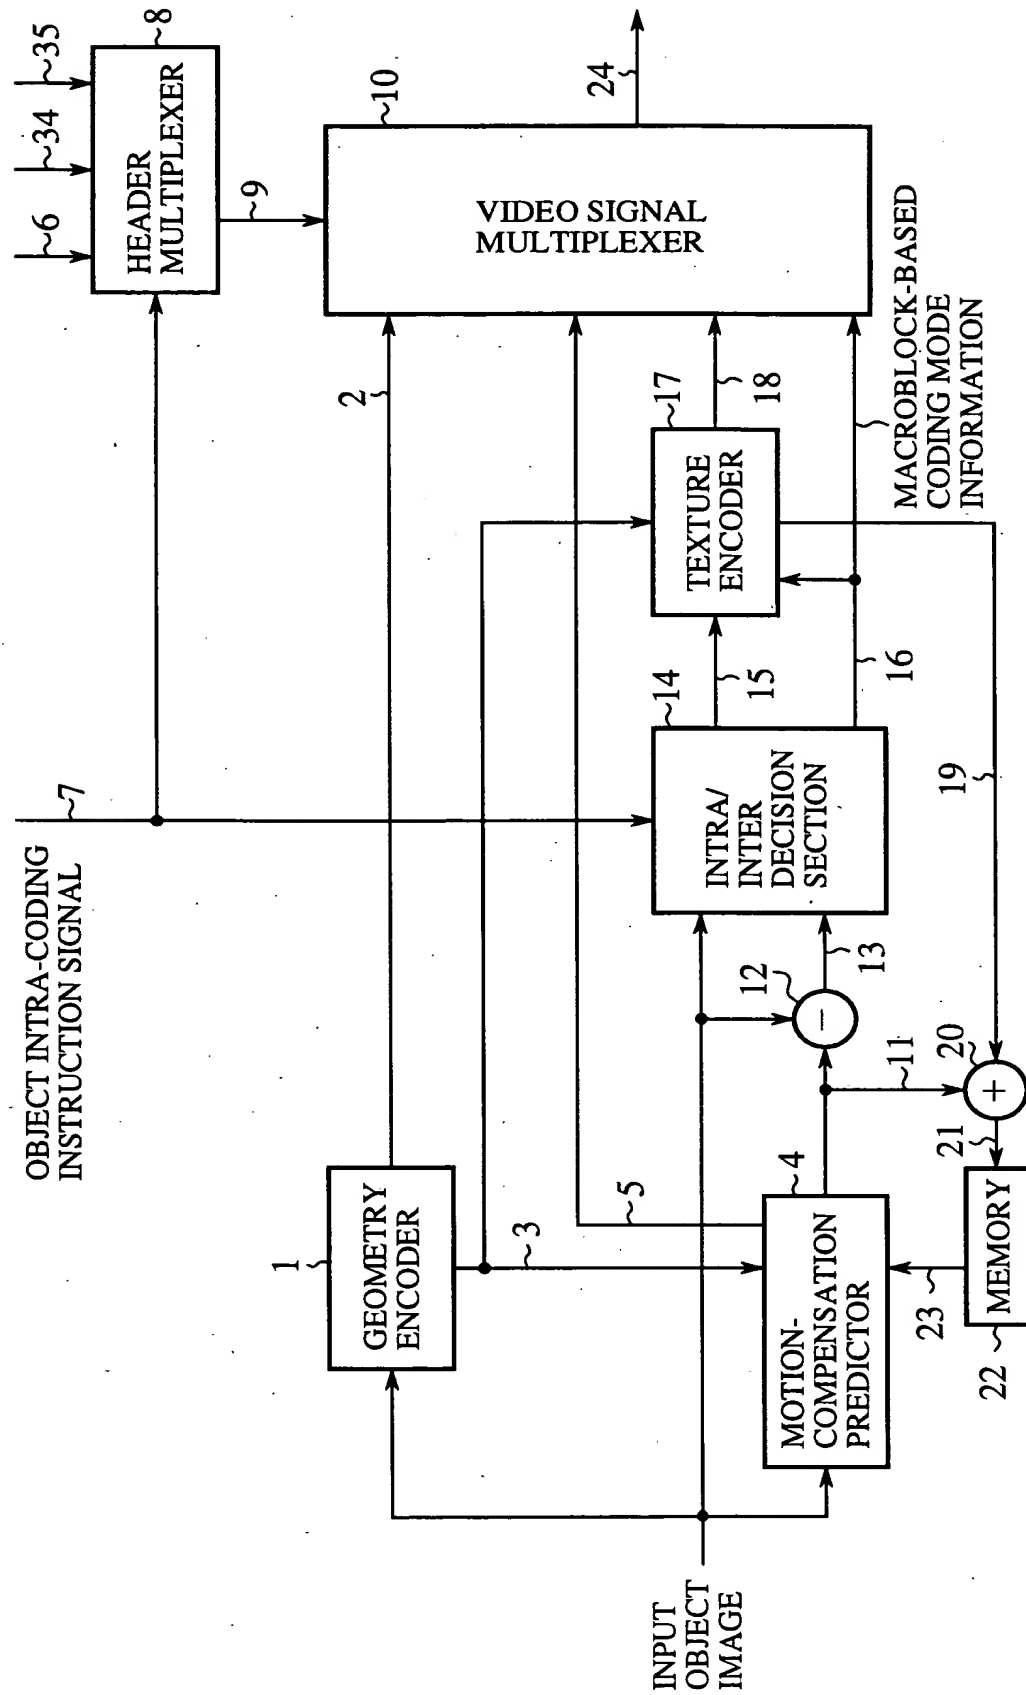 35
34
6
8
HEADER
MULTIPLEXER
9
24
10
VIDEO SIGNAL
MULTIPLEXER
OBJECT INTRA-CODING
INSTRUCTION SIGNAL
7
2
1
GEOMETRY
ENCODER
3
5
17
TEXTURE
ENCODER
18
MACROBLOCK-BASED
CODING MODE
INFORMATION
14
INTRA/
INTER
DECISION
SECTION
15
16
12
−
13
11
4
MOTION-
COMPENSATION
PREDICTOR
19
20
+
21
MEMORY
22
23
INPUT
OBJECT
IMAGE